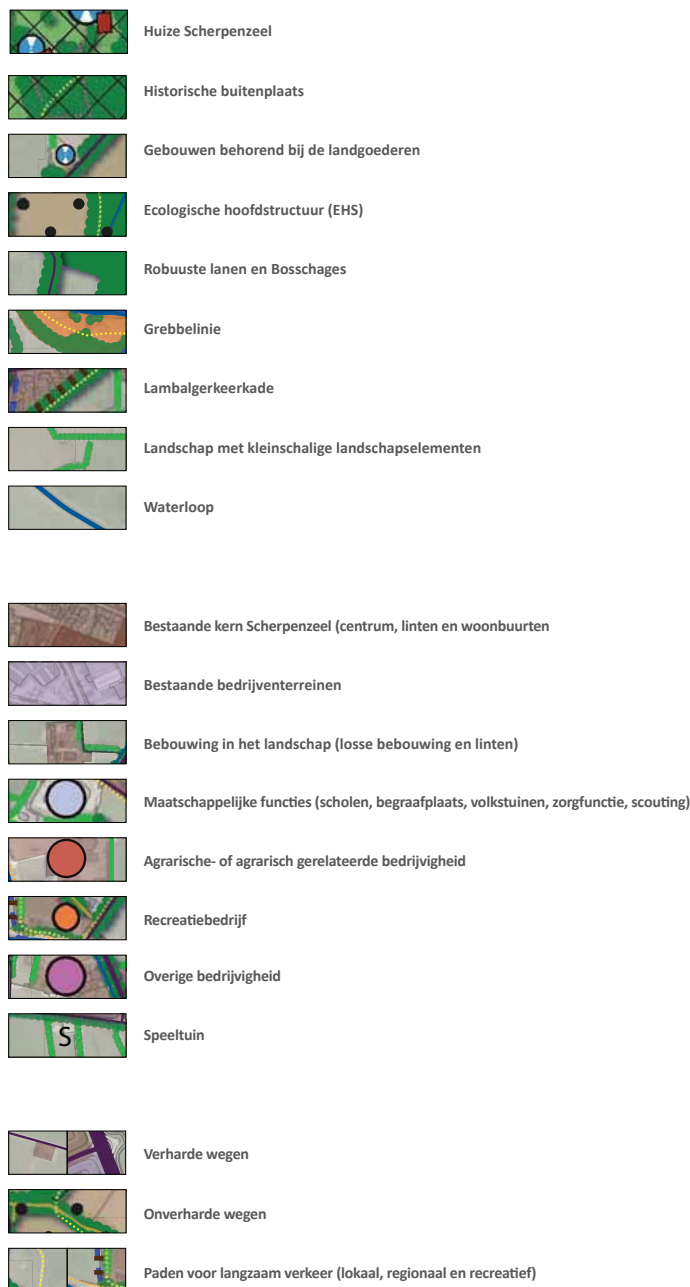 Huize Scherpenzeel
Historische buitenplaats
Gebouwen behorend bij de landgoederen
Ecologische hoofdstructuur (EHS)
Robuuste lanen en Bosschages
Grebbelinie
Lambalgerkeerkade
Landschap met kleinschalige landschapselementen
Waterloop
Bestaande kern Scherpenzeel (centrum, linten en woonbuurten
Bestaande bedrijventerreinen
Bebouwing in het landschap (losse bebouwing en linten)
Maatschappelijke functies (scholen, begraafplaats, volkstuinen, zorgfunctie, scouting)
Agrarische- of agrarisch gerelateerde bedrijvigheid
Recreatiebedrijf
Overige bedrijvigheid
S Speeltuin
Verharde wegen
Onverharde wegen
Paden voor langzaam verkeer (lokaal, regionaal en recreatief)